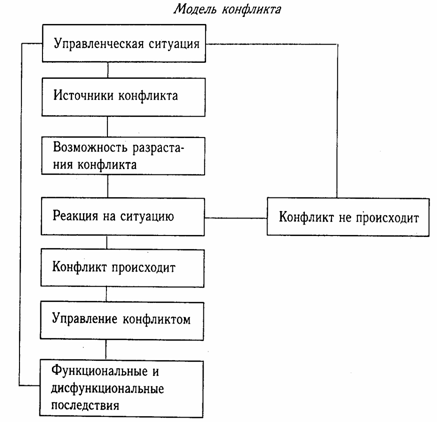 Модель конфликта
Управленческая ситуация
Источники конфликта
Возможность разраста-
ния конфликта
Реакция на ситуацию
Конфликт не происходит
Конфликт происходит
Управление конфликтом
Функциональные и
дисфункциональные
последствия